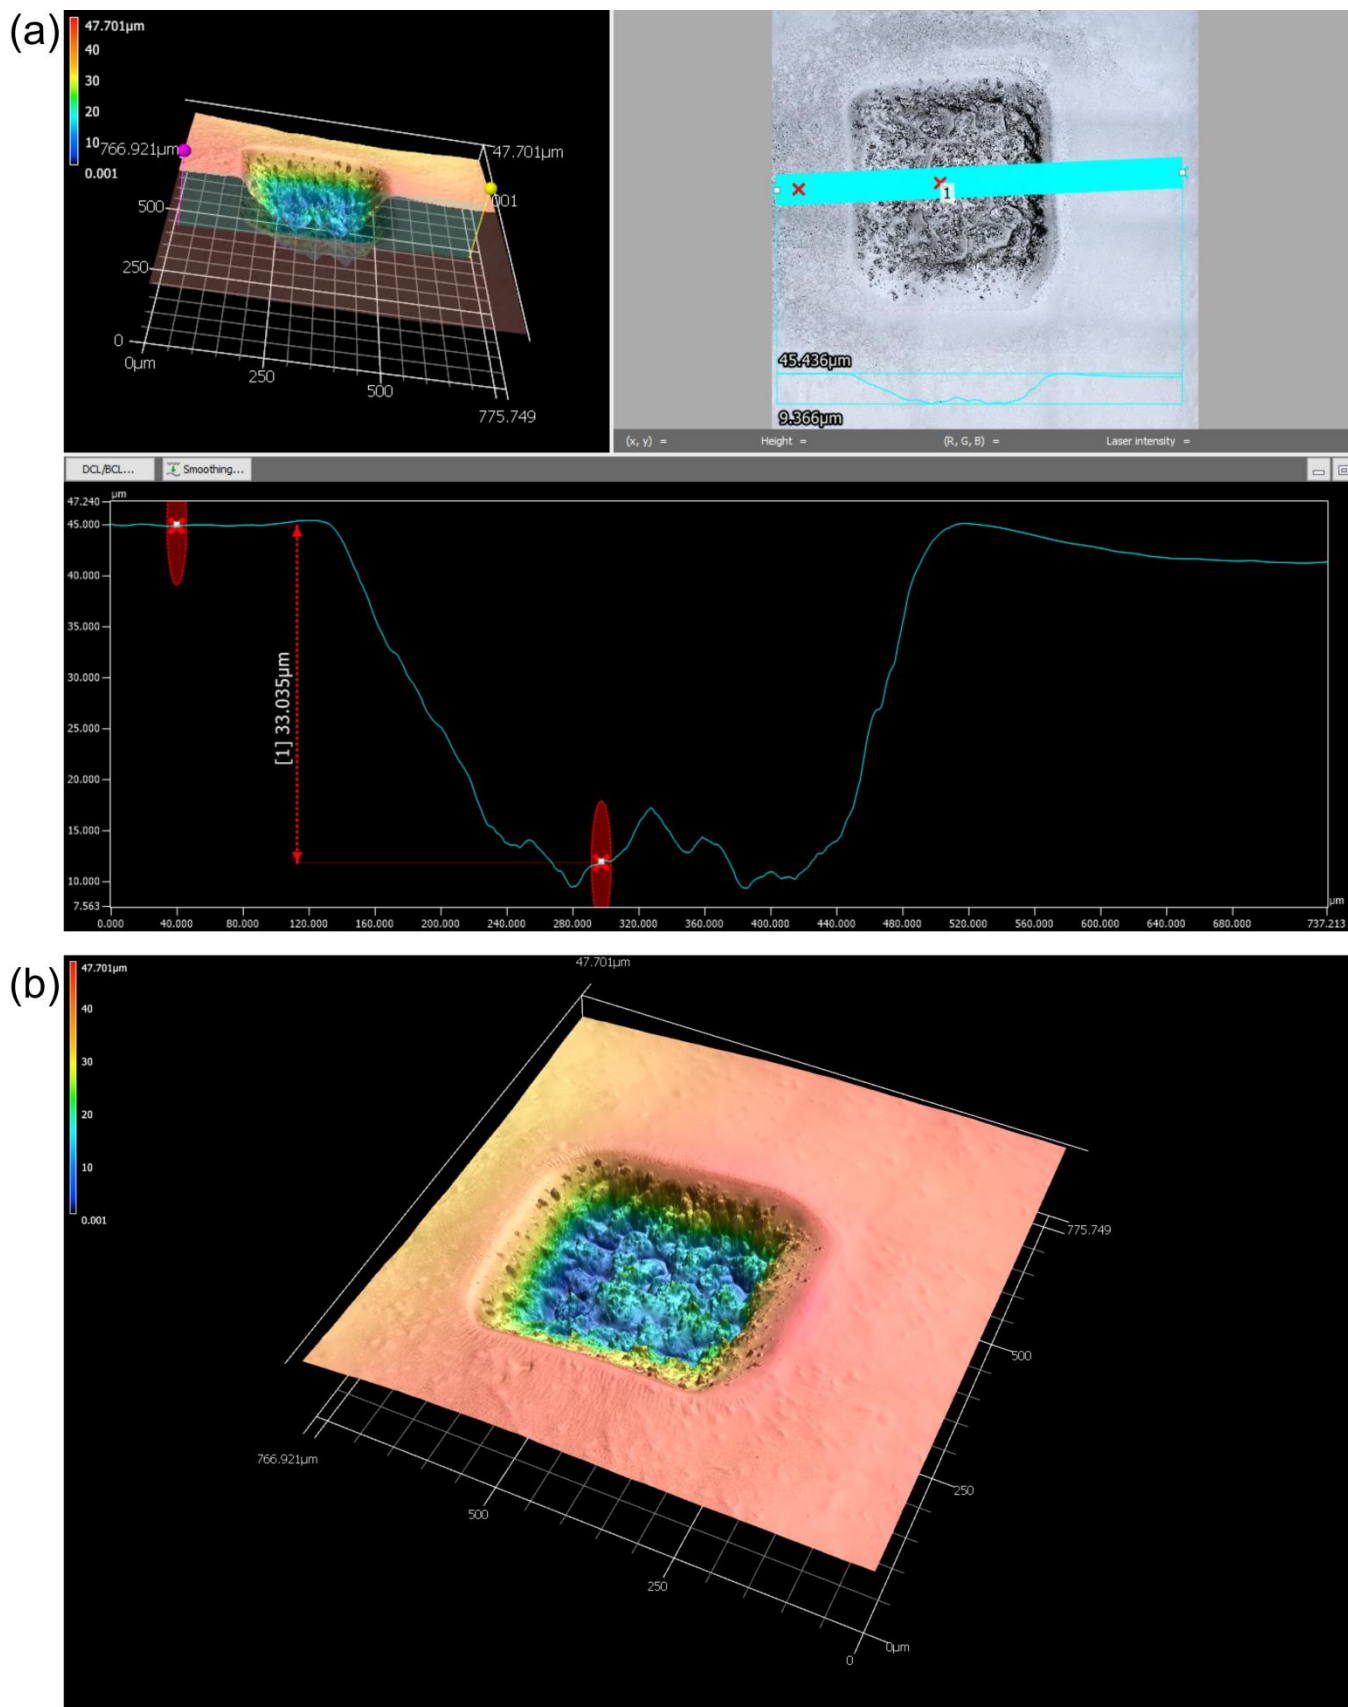 (a)
47.701µm
40
30
20
10
0.001
766.921µm
500
250
0
0µm
250
500
775.749
47.701µm
001
1
45.436µm
9.366µm
(x, y) = Height = (R, G, B) = Laser intensity =
DCL/BCL... Smoothing...
µm
47.240
45.000
40.000
35.000
30.000
25.000
20.000
15.000
10.000
7.563
[1] 33.035µm
µm
0.000 40.000 80.000 120.000 160.000 200.000 240.000 280.000 320.000 360.000 400.000 440.000 480.000 520.000 560.000 600.000 640.000 680.000 737.213
(b)
47.701µm
40
30
20
10
0.001
47.701µm
775.749
500
250
0µm
0
250
500
766.921µm